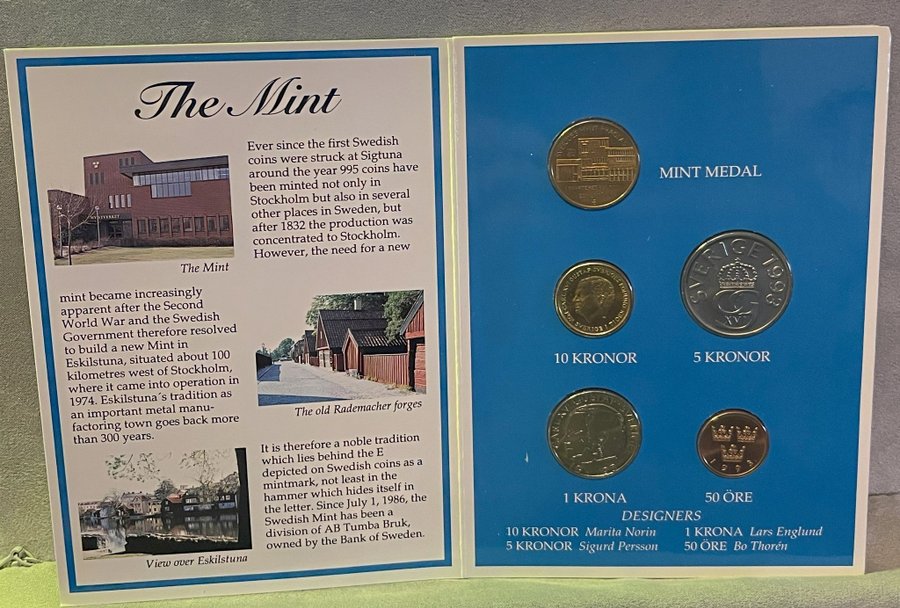 The Mint
Ever since the first Swedish
coins were struck at Sigtuna
around the year 995 coins have
been minted not only in
Stockholm but also in several
other places in Sweden, but
after 1832 the production was
concentrated to Stockholm.
However, the need for a new
The Mint
mint became increasingly
apparent after the Second
World War and the Swedish
Government therefore resolved
to build a new Mint in
Eskilstuna, situated about 100
kilometres west of Stockholm,
where it came into operation in
1974. Eskilstuna´s tradition as
an important metal manu-
factoring town goes back more
than 300 years.
The old Rademacher forges
It is therefore a noble tradition
which lies behind the E
depicted on Swedish coins as a
mintmark, not least in the
hammer which hides itself in
the letter. Since July 1, 1986, the
Swedish Mint has been a
division of AB Tumba Bruk,
owned by the Bank of Sweden.
View over Eskilstuna
MINT MEDAL
SVERIGE 1993
XVI
10 KRONOR
5 KRONOR
1993
1 KRONA
50 ÖRE
DESIGNERS
10 KRONOR Marita Norin
1 KRONA Lars Englund
5 KRONOR Sigurd Persson
50 ÖRE Bo Thorén